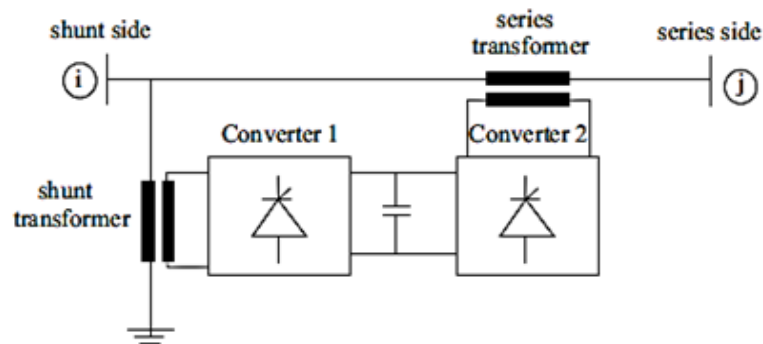 shunt side
series
transformer
series side
i
j
Converter 1
Converter 2
shunt
transformer